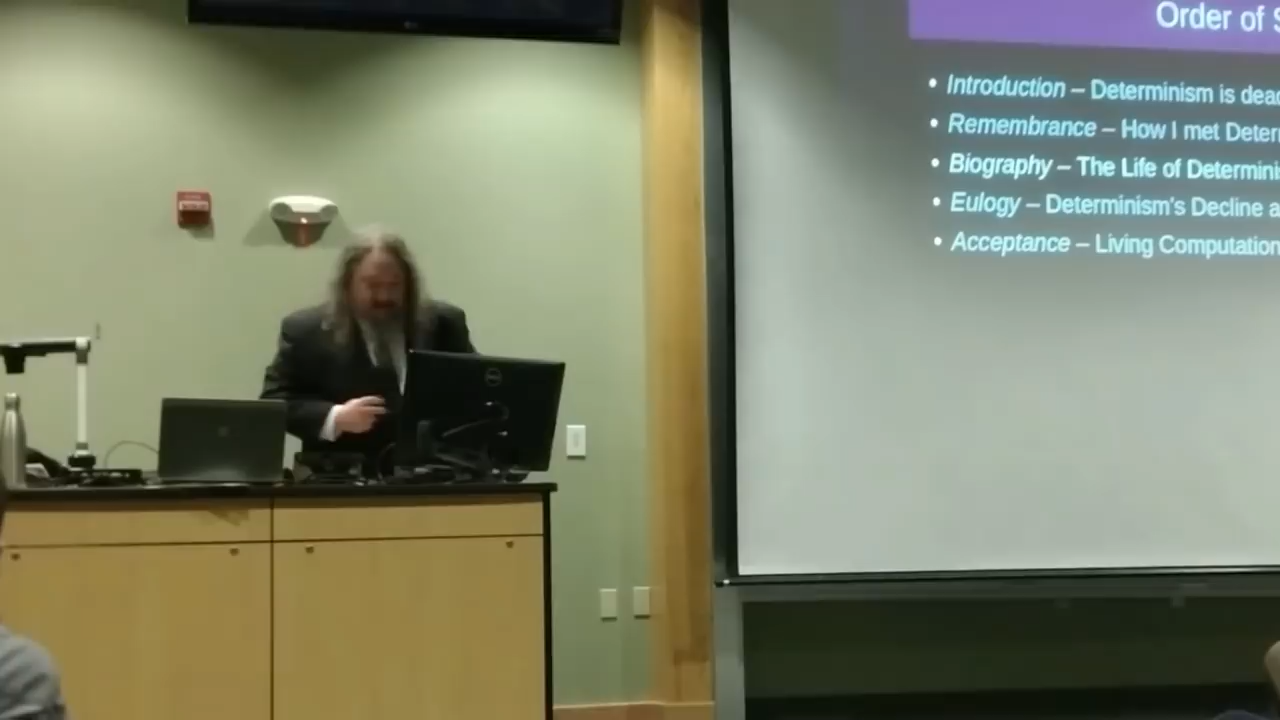 Order of S
• Introduction – Determinism is dead
• Remembrance – How I met Deter
• Biography – The Life of Determinis
• Eulogy – Determinism's Decline a
• Acceptance – Living Computation
DELL